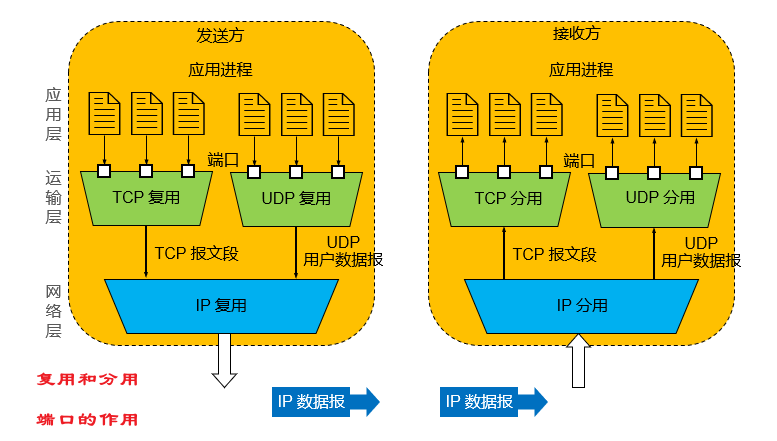 发送方
应用进程
应用层
端口
运输层
TCP 复用
UDP 复用
TCP 报文段
UDP
用户数据报
网络层
IP 复用
接收方
应用进程
端口
TCP 分用
UDP 分用
TCP 报文段
UDP
用户数据报
IP 分用
复用和分用
端口的作用
IP 数据报
IP 数据报